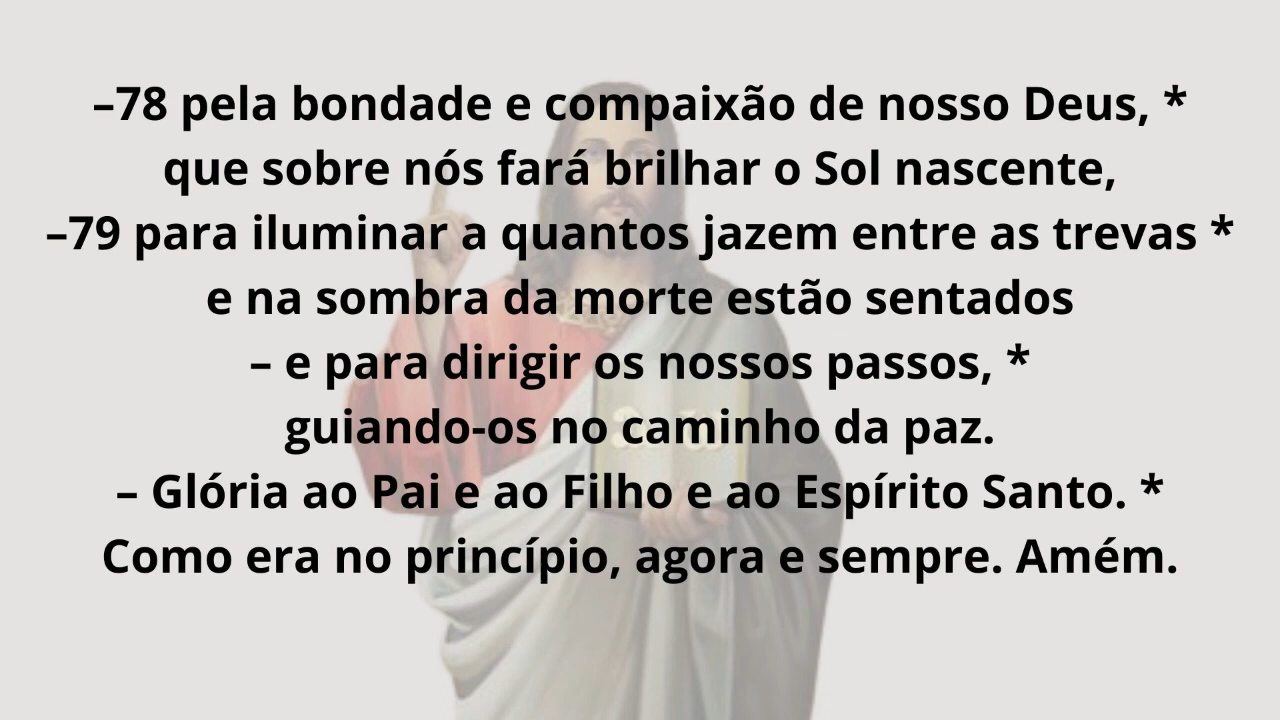 –78 pela bondade e compaixão de nosso Deus, *
que sobre nós fará brilhar o Sol nascente,
–79 para iluminar a quantos jazem entre as trevas *
e na sombra da morte estão sentados
– e para dirigir os nossos passos, *
guiando-os no caminho da paz.
– Glória ao Pai e ao Filho e ao Espírito Santo. *
Como era no princípio, agora e sempre. Amém.